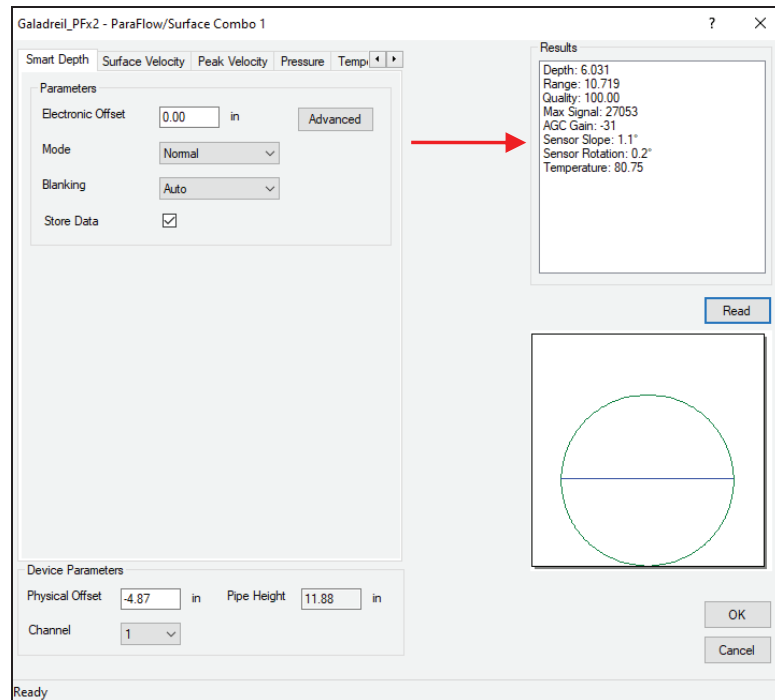 Galadreil_PFx2 - ParaFlow/Surface Combo 1
Smart Depth Surface Velocity Peak Velocity Pressure Temp
Parameters
Electronic Offset 0.00 in Advanced
Mode Normal
Blanking Auto
Store Data
Results
Depth: 6.031
Range: 10.719
Quality: 100.00
Max Signal: 27053
AGC Gain: -31
Sensor Slope: 1.1°
Sensor Rotation: 0.2°
Temperature: 80.75
Read
Device Parameters
Physical Offset -4.87 in Pipe Height 11.88 in
Channel 1
OK
Cancel
Ready